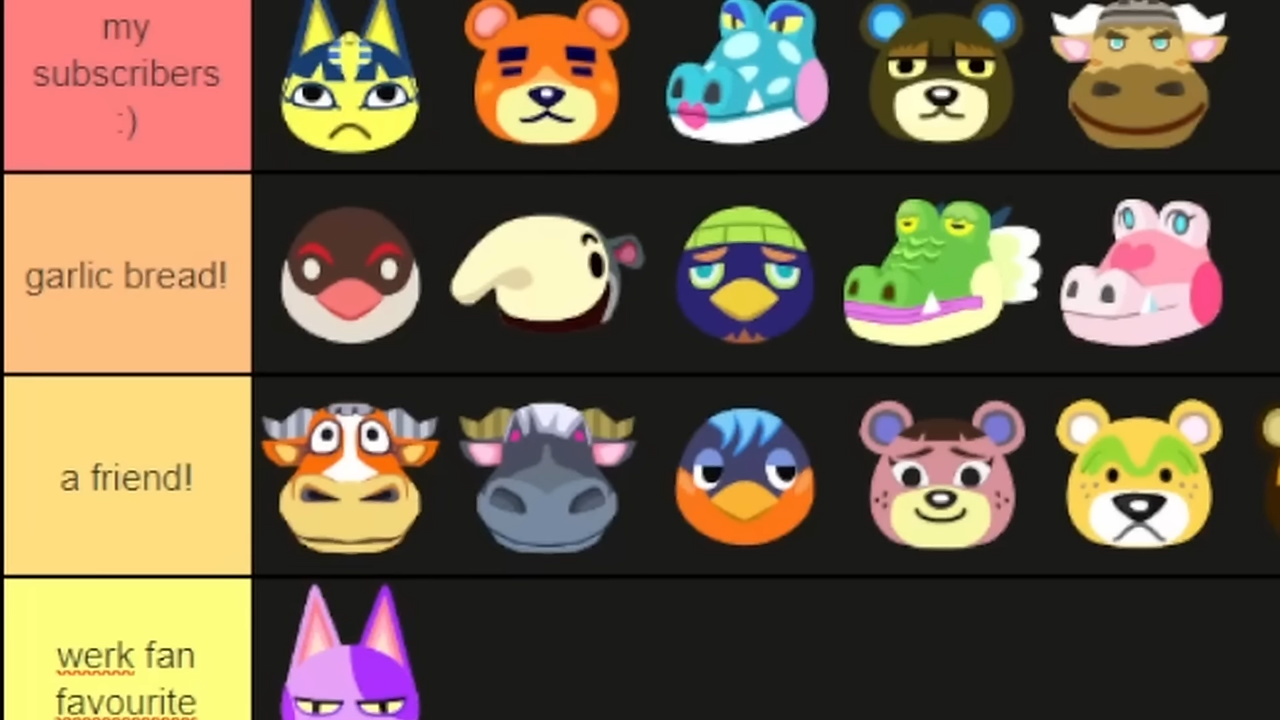 my
subscribers
:)
garlic bread!
a friend!
werk fan
favourite